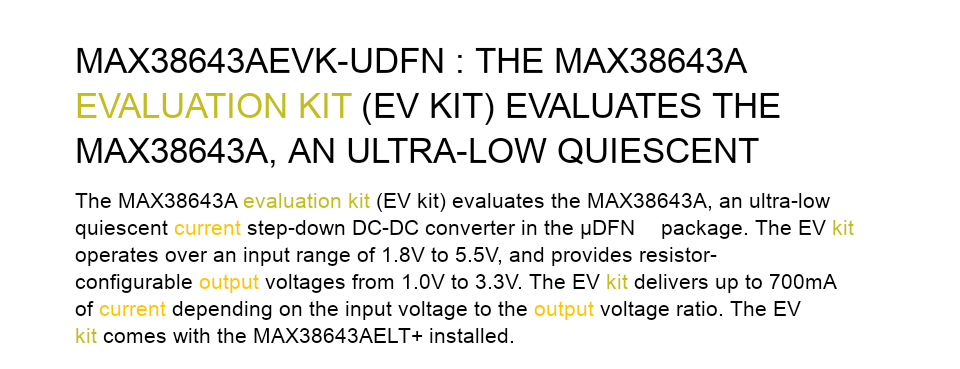 MAX38643AEVK-UDFN : THE MAX38643A
EVALUATION KIT (EV KIT) EVALUATES THE
MAX38643A, AN ULTRA-LOW QUIESCENT
The MAX38643A evaluation kit (EV kit) evaluates the MAX38643A, an ultra-low
quiescent current step-down DC-DC converter in the μDFN package. The EV kit
operates over an input range of 1.8V to 5.5V, and provides resistor-
configurable output voltages from 1.0V to 3.3V. The EV kit delivers up to 700mA
of current depending on the input voltage to the output voltage ratio. The EV
kit comes with the MAX38643AELT+ installed.